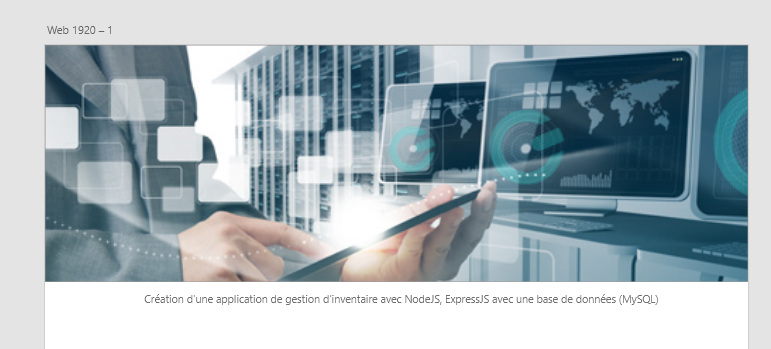 Web 1920 – 1
Création d'une application de gestion d'inventaire avec NodeJS, ExpressJS avec une base de données (MySQL)